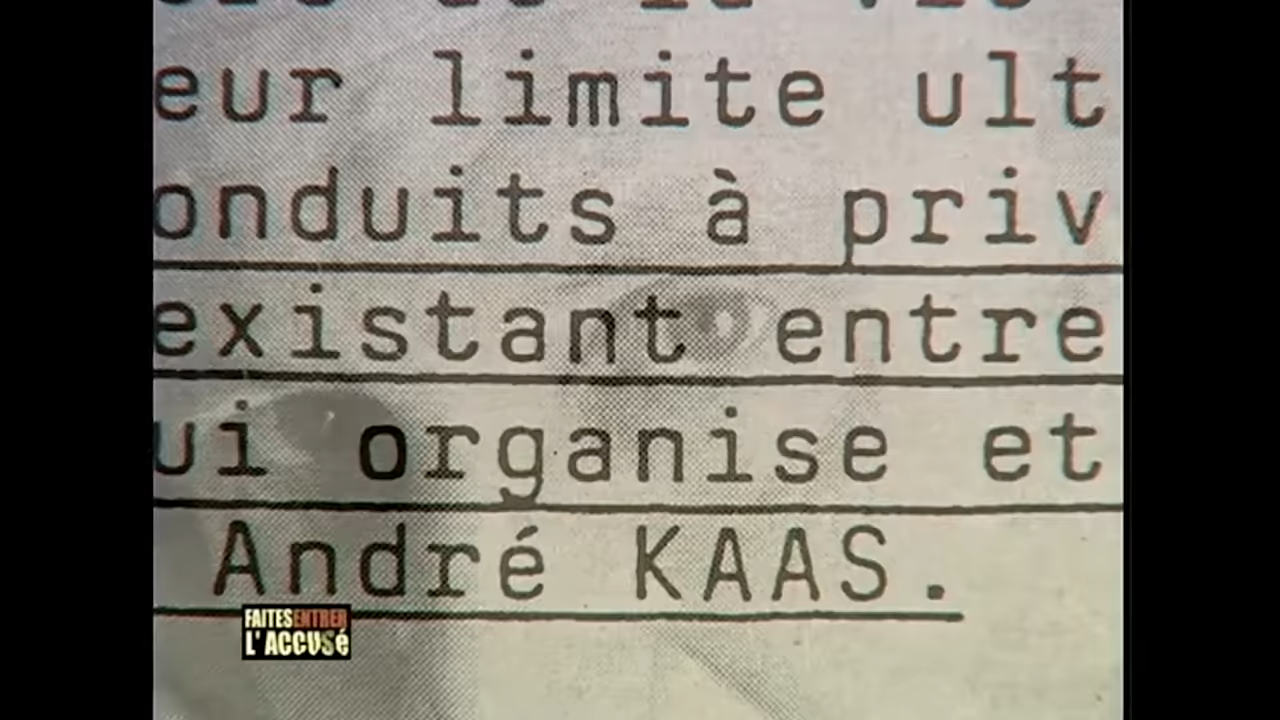 eur limite ult
onduits à priv
existant entre
ui organise et
André KAAS.
FAITES ENTRER
L'ACCUSé